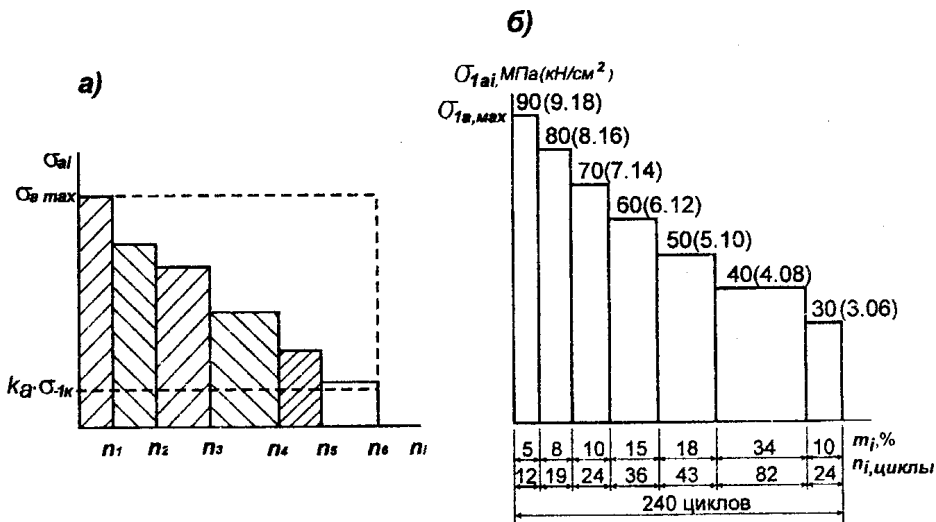 а)
σai
σa max
ka·σ-1к
n1 n2 n3 n4 n5 n6 ni
б)
σ1ai, МПа(кН/см²)
σ1a,мах
90(9.18)
80(8.16)
70(7.14)
60(6.12)
50(5.10)
40(4.08)
30(3.06)
5 8 10 15 18 34 10 mi,%
12 19 24 36 43 82 24 ni,циклы
240 циклов